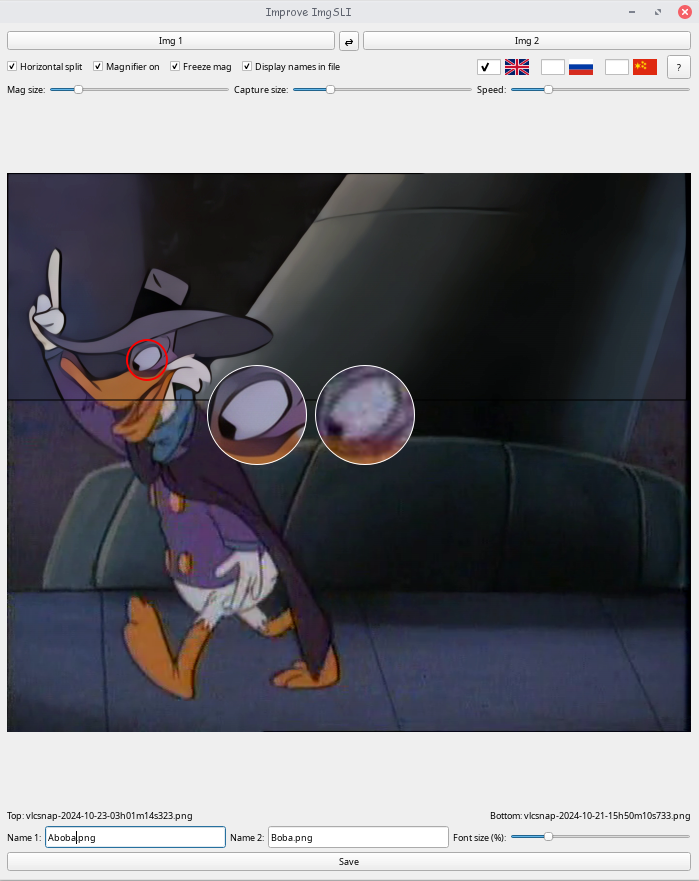 Improve ImgSLI
Img 1 Img 2
Horizontal split Magnifier on Freeze mag Display names in file ?
Mag size: Capture size: Speed:
Top: vlcsnap-2024-10-23-03h01m14s323.png Bottom: vlcsnap-2024-10-21-15h50m10s733.png
Name 1: Aboba.png Name 2: Boba.png Font size (%):
Save